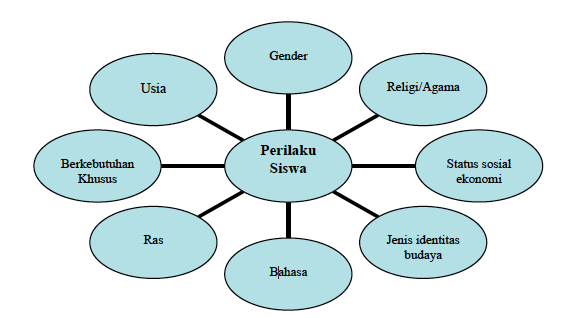 Gender
Usia
Religi/Agama
Perilaku
Siswa
Berkebutuhan
Khusus
Status sosial
ekonomi
Ras
Jenis identitas
budaya
Bahasa